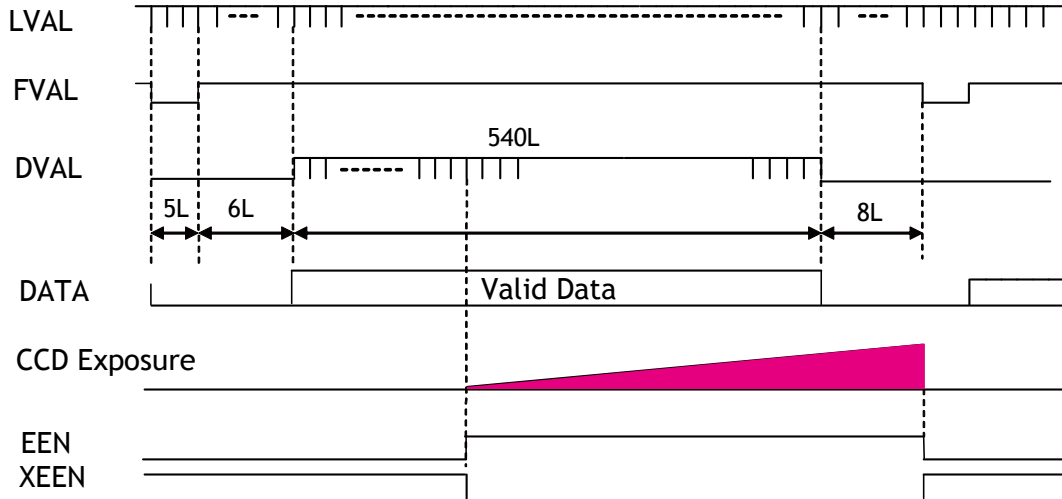 LVAL
FVAL
540L
DVAL
5L 6L 8L
DATA Valid Data
CCD Exposure
EEN
XEEN